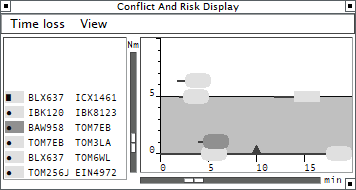 Conflict And Risk Display
Time loss View
Nm
BLX637 ICX1461
IBK120 IBK8123
BAW958 TOM7EB
TOM7EB TOM3LA
BLX637 TOM6WL
TOM256J EIN4972
5
0
0 5 10 15
min